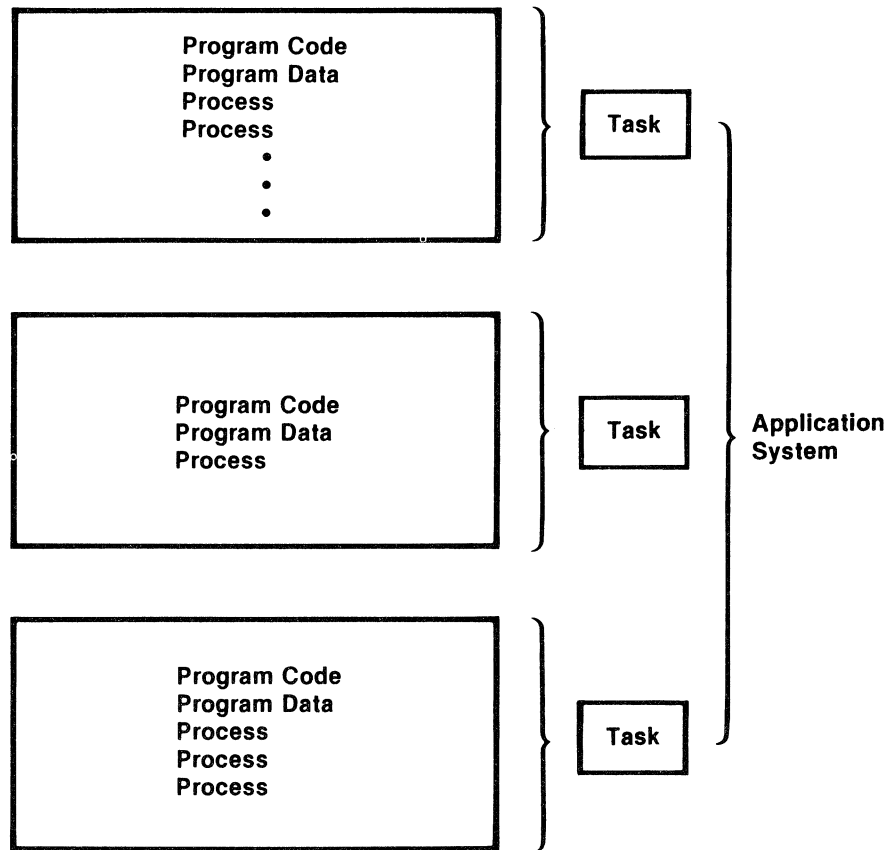 Program Code
Program Data
Process
Process
Task
Program Code
Program Data
Process
Task
Application
System
Program Code
Program Data
Process
Process
Process
Task